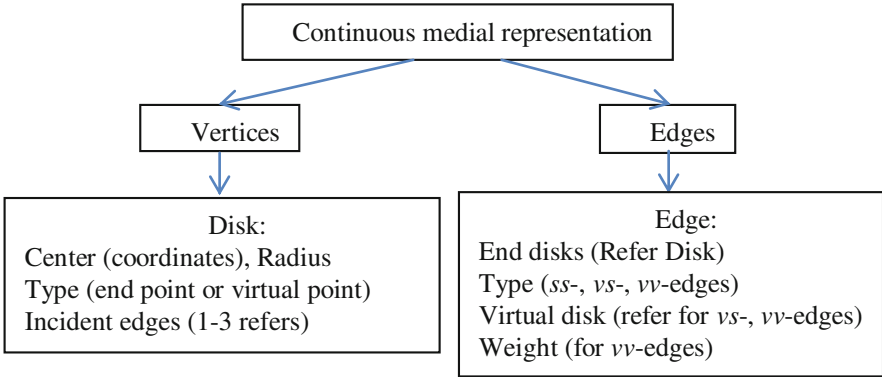 Continuous medial representation
Vertices
Edges
Disk:
Center (coordinates), Radius
Type (end point or virtual point)
Incident edges (1-3 refers)
Edge:
End disks (Refer Disk)
Type (ss-, vs-, vv-edges)
Virtual disk (refer for vs-, vv-edges)
Weight (for vv-edges)